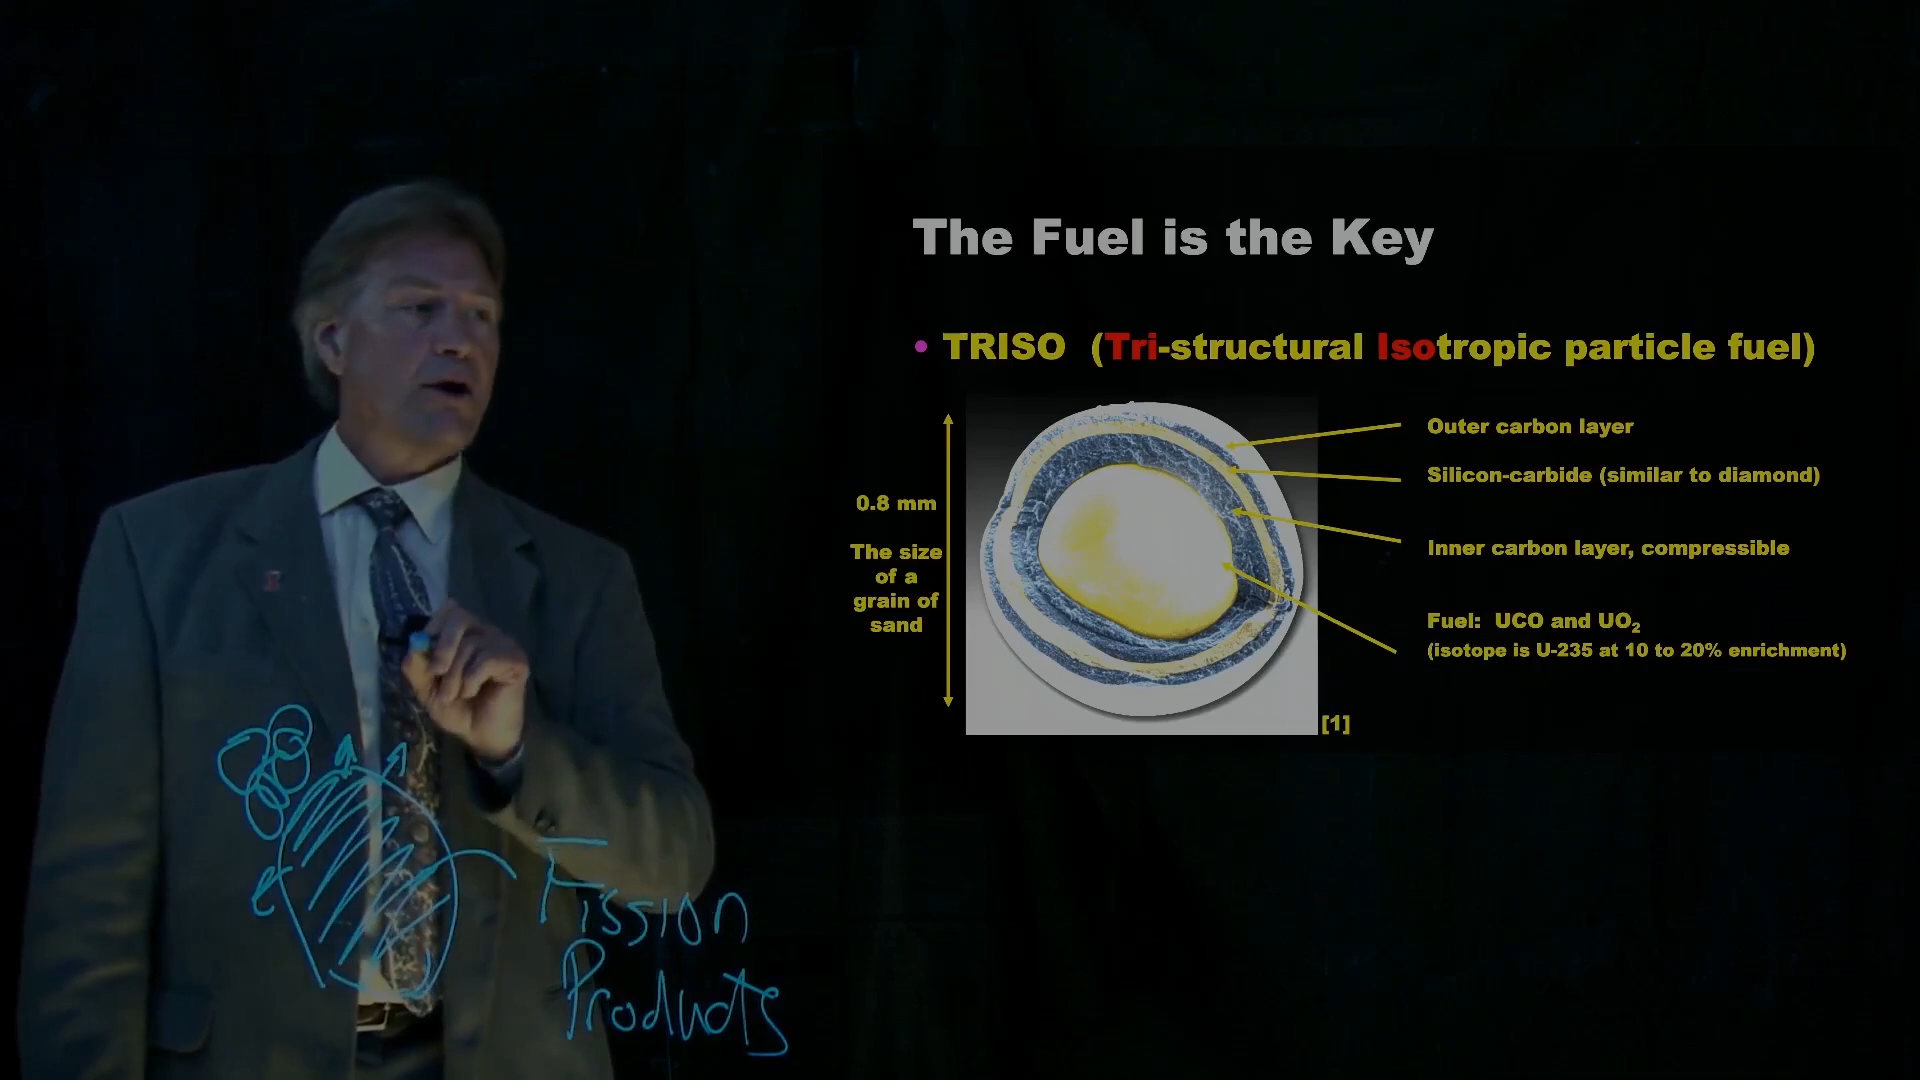 The Fuel is the Key
• TRISO (Tri-structural Isotropic particle fuel)
Outer carbon layer
Silicon-carbide (similar to diamond)
0.8 mm
The size
of a
grain of
sand
Inner carbon layer, compressible
Fuel: UCO and UO₂
(isotope is U-235 at 10 to 20% enrichment)
[1]
Fission
Products